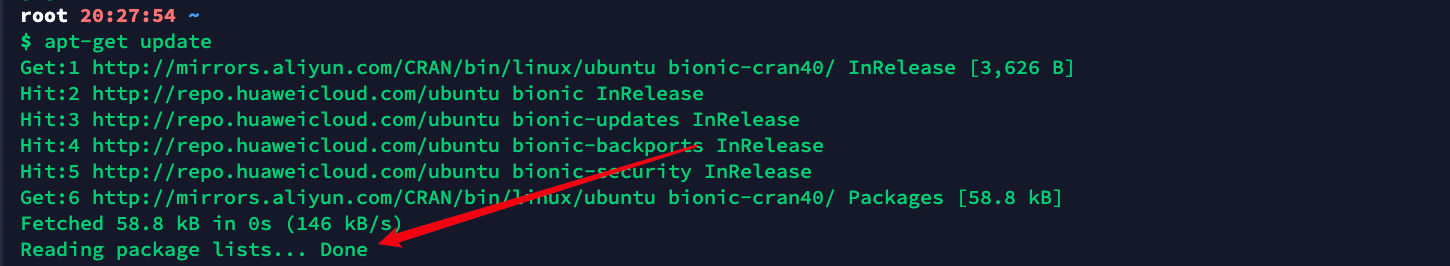 root 20:27:54 ~
$ apt-get update
Get:1 http://mirrors.aliyun.com/CRAN/bin/linux/ubuntu bionic-cran40/ InRelease [3,626 B]
Hit:2 http://repo.huaweicloud.com/ubuntu bionic InRelease
Hit:3 http://repo.huaweicloud.com/ubuntu bionic-updates InRelease
Hit:4 http://repo.huaweicloud.com/ubuntu bionic-backports InRelease
Hit:5 http://repo.huaweicloud.com/ubuntu bionic-security InRelease
Get:6 http://mirrors.aliyun.com/CRAN/bin/linux/ubuntu bionic-cran40/ Packages [58.8 kB]
Fetched 58.8 kB in 0s (146 kB/s)
Reading package lists... Done